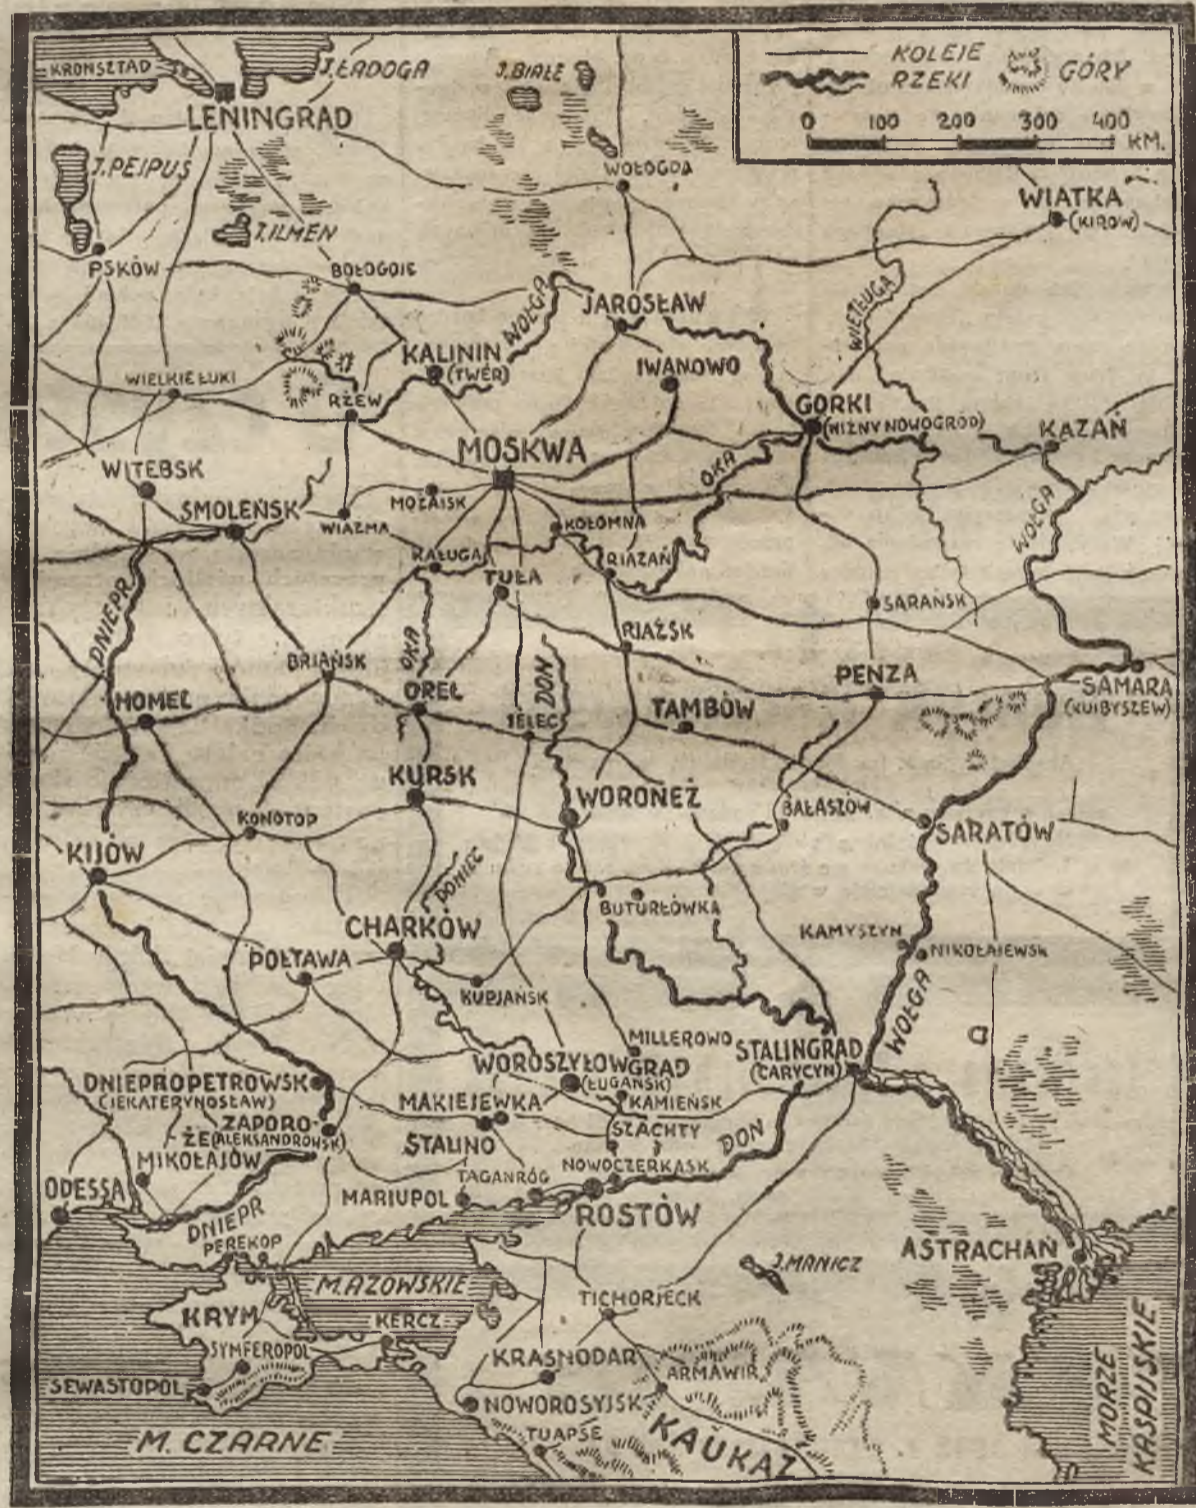 KRONSZTAD
J.ŁADOGA
J.BIAŁE
KOLEJE
RZEKI
GÓRY
0 100 200 300 400 KM.
LENINGRAD
J.PEJPUS
WOŁOGDA
WIATKA
(KIROW)
J.ILMEN
PSKÓW
BOŁOGOJE
WOŁGA
JAROSŁAW
WIETŁUGA
KALININ
(TWER)
IWANOWO
WIELKIE ŁUKI
RŻEW
GORKI
(NIŻNY NOWOGRÓD)
KAZAŃ
MOSKWA
OKA
WITEBSK
SMOLEŃSK
MOŻAISK
WIAZMA
KOŁOMNA
WOŁGA
KAŁUGA
RIAZAŃ
TUŁA
DNIEPR
SARAŃSK
RIAŻSK
BRIAŃSK
OKA
DON
PENZA
HOMEL
OREŁ
SAMARA
(KUIBYSZEW)
JELEC
TAMBÓW
KURSK
WORONEŻ
BAŁASZÓW
KONOTOP
SARATÓW
KIJÓW
DONIEC
BUTURŁÓWKA
CHARKÓW
KAMYSZYN
NIKOŁAJEWSK
POŁTAWA
KUPJAŃSK
WOŁGA
MILLEROWO
STALINGRAD
(CARYCYN)
WOROSZYŁOWGRAD
(ŁUGAŃSK)
DNIEPROPETROWSK
(JEKATERYNOSŁAW)
KAMIEŃSK
MAKIEJEWKA
ZAPORO-
ŻE (ALEKSANDROWSK)
SZACHTY
STALINO
DON
MIKOŁAJÓW
NOWOCZERKASK
TAGANRÓG
ODESSA
MARIUPOL
ROSTÓW
DNIEPR
PEREKOP
ASTRACHAŃ
J.MANICZ
M.AZOWSKIE
TICHORJECK
KRYM
KERCZ
SYMFEROPOL
KRASNODAR
ARMAWIR
SEWASTOPOL
NOWOROSYJSK
TUAPSE
KAUKAZ
M. CZARNE
MORZE
KASPIJSKIE